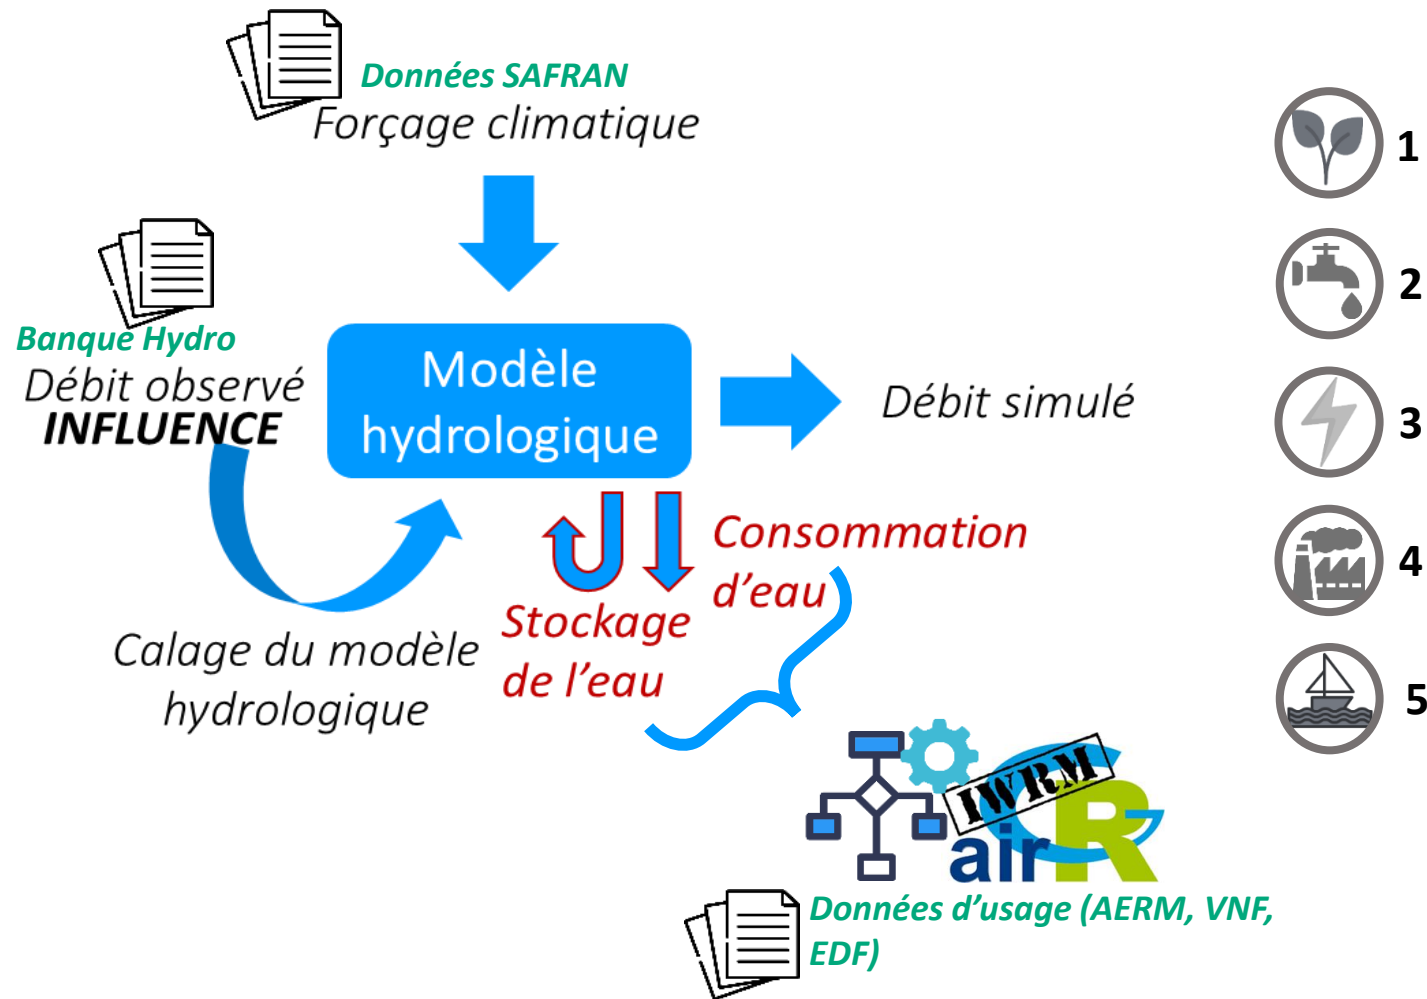 Données SAFRAN
Forçage climatique
Banque Hydro
Débit observé
INFLUENCE
Modèle
hydrologique
Débit simulé
Consommation
d'eau
Stockage
de l'eau
Calage du modèle
hydrologique
IWRM
airGR
Données d'usage (AERM, VNF,
EDF)
1
2
3
4
5